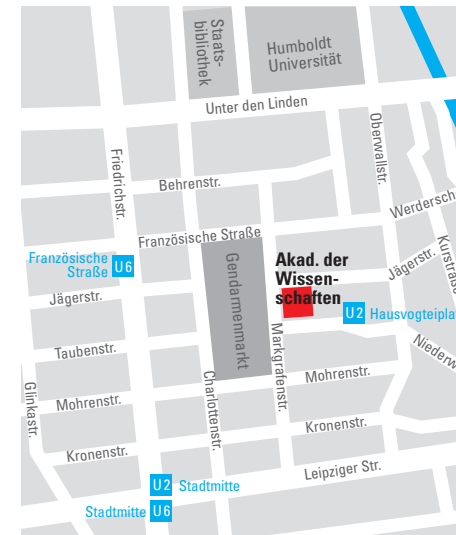 Staats-
bibliothek
Humboldt
Universität
Unter den Linden
Friedrichstr.
Oberwallstr.
Behrenstr.
Werdersch
Französische Straße
Kurstraße
Französische
Straße
U6
Gendarmenmarkt
Akad. der
Wissen-
schaften
Jägerstr.
Jägerstr.
U2 Hausvogteipla
Markgrafenstr.
Taubenstr.
Niederw
Glinkastr.
Charlottenstr.
Mohrenstr.
Mohrenstr.
Kronenstr.
Kronenstr.
Leipziger Str.
U2 Stadtmitte
Stadtmitte U6